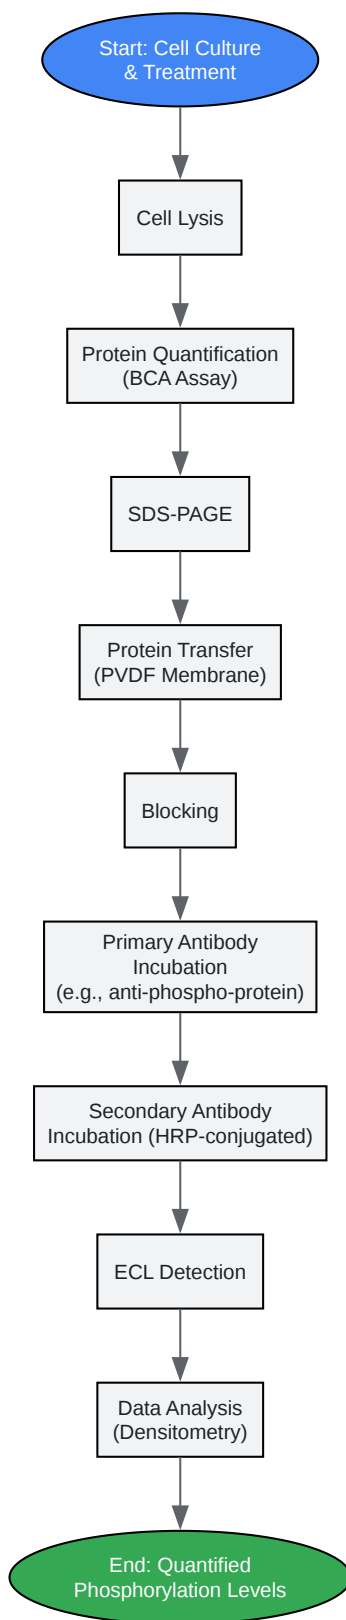 Start: Cell Culture
& Treatment
Cell Lysis
Protein Quantification
(BCA Assay)
SDS-PAGE
Protein Transfer
(PVDF Membrane)
Blocking
Primary Antibody
Incubation
(e.g., anti-phospho-protein)
Secondary Antibody
Incubation (HRP-conjugated)
ECL Detection
Data Analysis
(Densitometry)
End: Quantified
Phosphorylation Levels